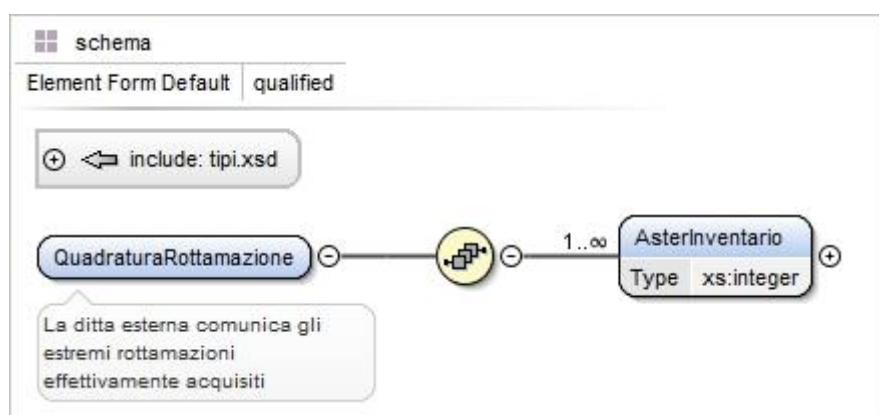 schema
Element Form Default qualified
include: tipi.xsd
QuadraturaRottamazione
1..∞
AsterInventario
Type xs:integer
La ditta esterna comunica gli
estremi rottamazioni
effettivamente acquisiti